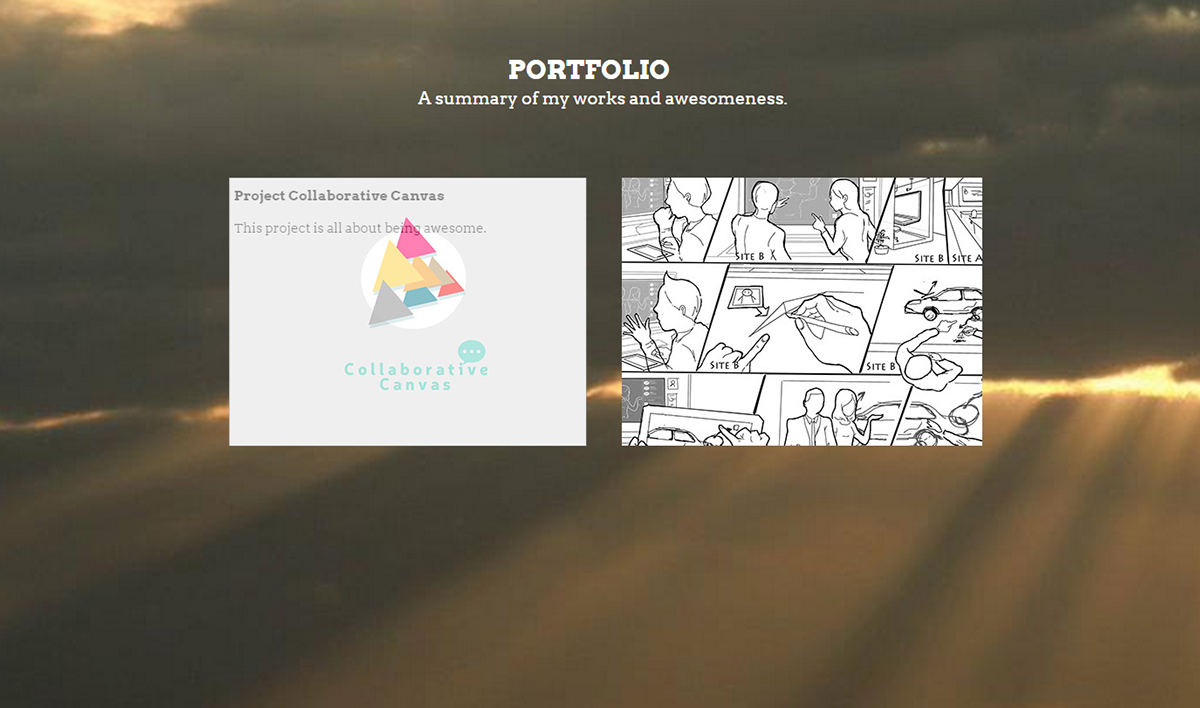 PORTFOLIO
A summary of my works and awesomeness.
Project Collaborative Canvas
This project is all about being awesome.
Collaborative
Canvas
SITE B
SITE B
SITE A
SITE B
SITE B